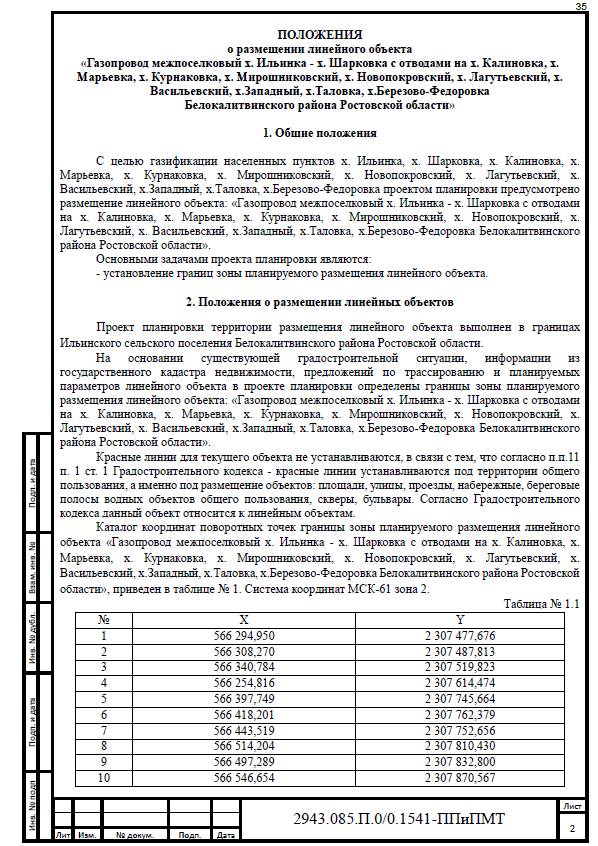 35
ПОЛОЖЕНИЯ
о размещении линейного объекта
«Газопровод межпоселковый х. Ильинка - х. Шарковка с отводами на х. Калиновка, х.
Марьевка, х. Курнаковка, х. Мирошниковский, х. Новопокровский, х. Лагутьевский, х.
Васильевский, х.Западный, х.Таловка, х.Березово-Федоровка
Белокалитвинского района Ростовской области»
1. Общие положения
С целью газификации населенных пунктов х. Ильинка, х. Шарковка, х. Калиновка, х.
Марьевка, х. Курнаковка, х. Мирошниковский, х. Новопокровский, х. Лагутьевский, х.
Васильевский, х.Западный, х.Таловка, х.Березово-Федоровка проектом планировки предусмотрено
размещение линейного объекта: «Газопровод межпоселковый х. Ильинка - х. Шарковка с отводами
на х. Калиновка, х. Марьевка, х. Курнаковка, х. Мирошниковский, х. Новопокровский, х.
Лагутьевский, х. Васильевский, х.Западный, х.Таловка, х.Березово-Федоровка Белокалитвинского
района Ростовской области».
Основными задачами проекта планировки являются:
- установление границ зоны планируемого размещения линейного объекта.
2. Положения о размещении линейных объектов
Проект планировки территории размещения линейного объекта выполнен в границах
Ильинского сельского поселения Белокалитвинского района Ростовской области.
На основании существующей градостроительной ситуации, информации из
государственного кадастра недвижимости, предложений по трассированию и планируемых
параметров линейного объекта в проекте планировки определены границы зоны планируемого
размещения линейного объекта: «Газопровод межпоселковый х. Ильинка - х. Шарковка с отводами
на х. Калиновка, х. Марьевка, х. Курнаковка, х. Мирошниковский, х. Новопокровский, х.
Лагутьевский, х. Васильевский, х.Западный, х.Таловка, х.Березово-Федоровка Белокалитвинского
района Ростовской области».
Красные линии для текущего объекта не устанавливаются, в связи с тем, что согласно п.п.11
п. 1 ст. 1 Градостроительного кодекса - красные линии устанавливаются под территории общего
пользования, а именно под размещение объектов: площади, улицы, проезды, набережные, береговые
полосы водных объектов общего пользования, скверы, бульвары. Согласно Градостроительного
кодекса данный объект относится к линейным объектам.
Каталог координат поворотных точек границы зоны планируемого размещения линейного
объекта «Газопровод межпоселковый х. Ильинка - х. Шарковка с отводами на х. Калиновка, х.
Марьевка, х. Курнаковка, х. Мирошниковский, х. Новопокровский, х. Лагутьевский, х.
Васильевский, х.Западный, х.Таловка, х.Березово-Федоровка Белокалитвинского района Ростовской
области», приведен в таблице № 1. Система координат МСК-61 зона 2.
Таблица № 1.1
№ X Y
1 566 294,950 2 307 477,676
2 566 308,270 2 307 487,813
3 566 340,784 2 307 519,823
4 566 254,816 2 307 614,474
5 566 397,749 2 307 745,664
6 566 418,201 2 307 762,379
7 566 443,519 2 307 752,656
8 566 514,204 2 307 810,430
9 566 497,289 2 307 832,800
10 566 546,654 2 307 870,567
Подп. и дата
Взам. инв. №
Инв. № дубл.
Подп. и дата
Инв. № подп
Лит Изм. № докум. Подп. Дата
2943.085.П.0/0.1541-ППиПМТ
Лист
2